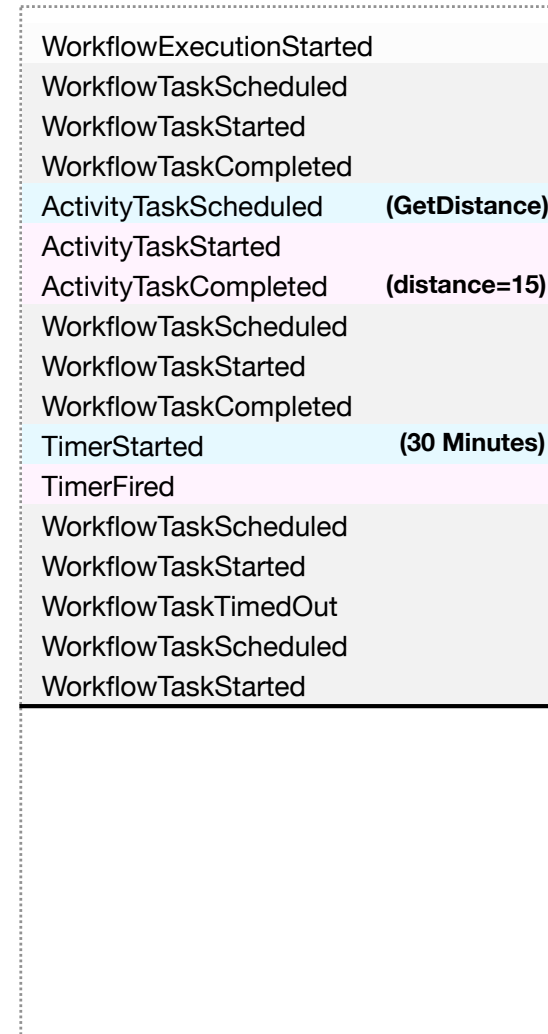 WorkflowExecutionStarted
WorkflowTaskScheduled
WorkflowTaskStarted
WorkflowTaskCompleted
ActivityTaskScheduled (GetDistance)
ActivityTaskStarted
ActivityTaskCompleted (distance=15)
WorkflowTaskScheduled
WorkflowTaskStarted
WorkflowTaskCompleted
TimerStarted (30 Minutes)
TimerFired
WorkflowTaskScheduled
WorkflowTaskStarted
WorkflowTaskTimedOut
WorkflowTaskScheduled
WorkflowTaskStarted